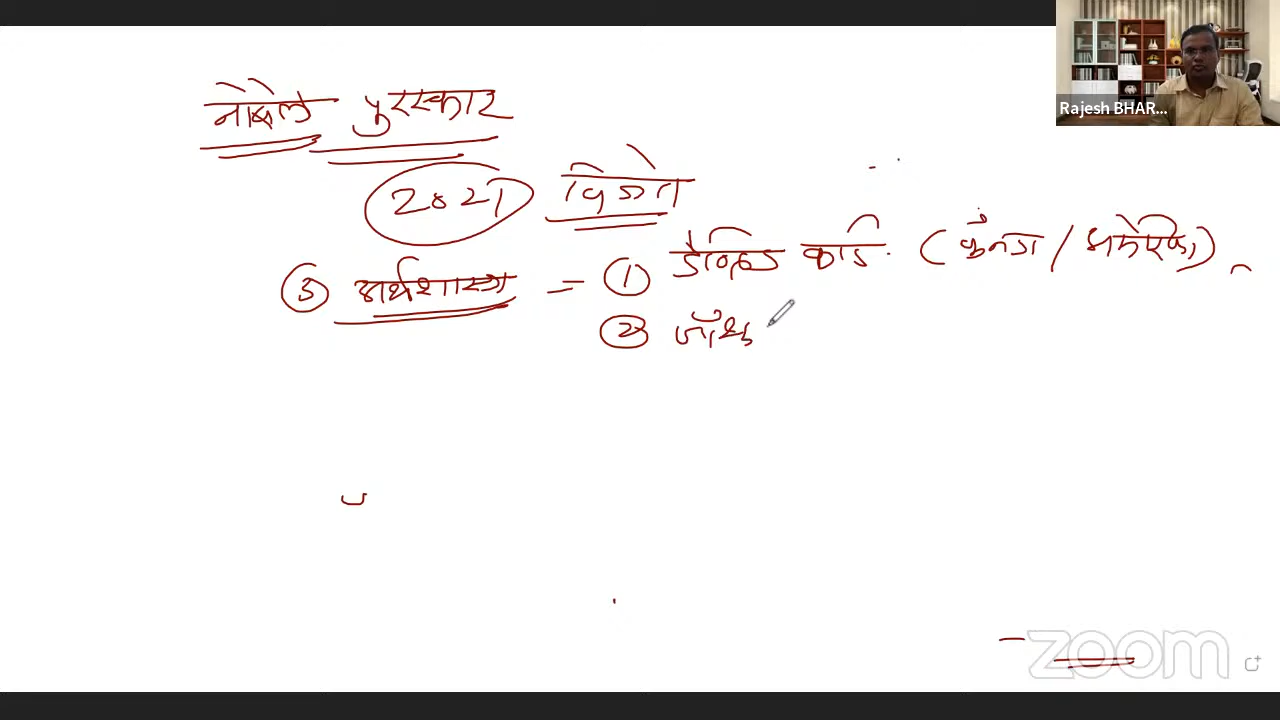 Rajesh BHAR...
नोबेल पुरस्कार
2021 विजेते
③ अर्थशास्त्र = ① डेव्हिड कार्ड. (कॅनडा / अमेरिका)
②
zoom